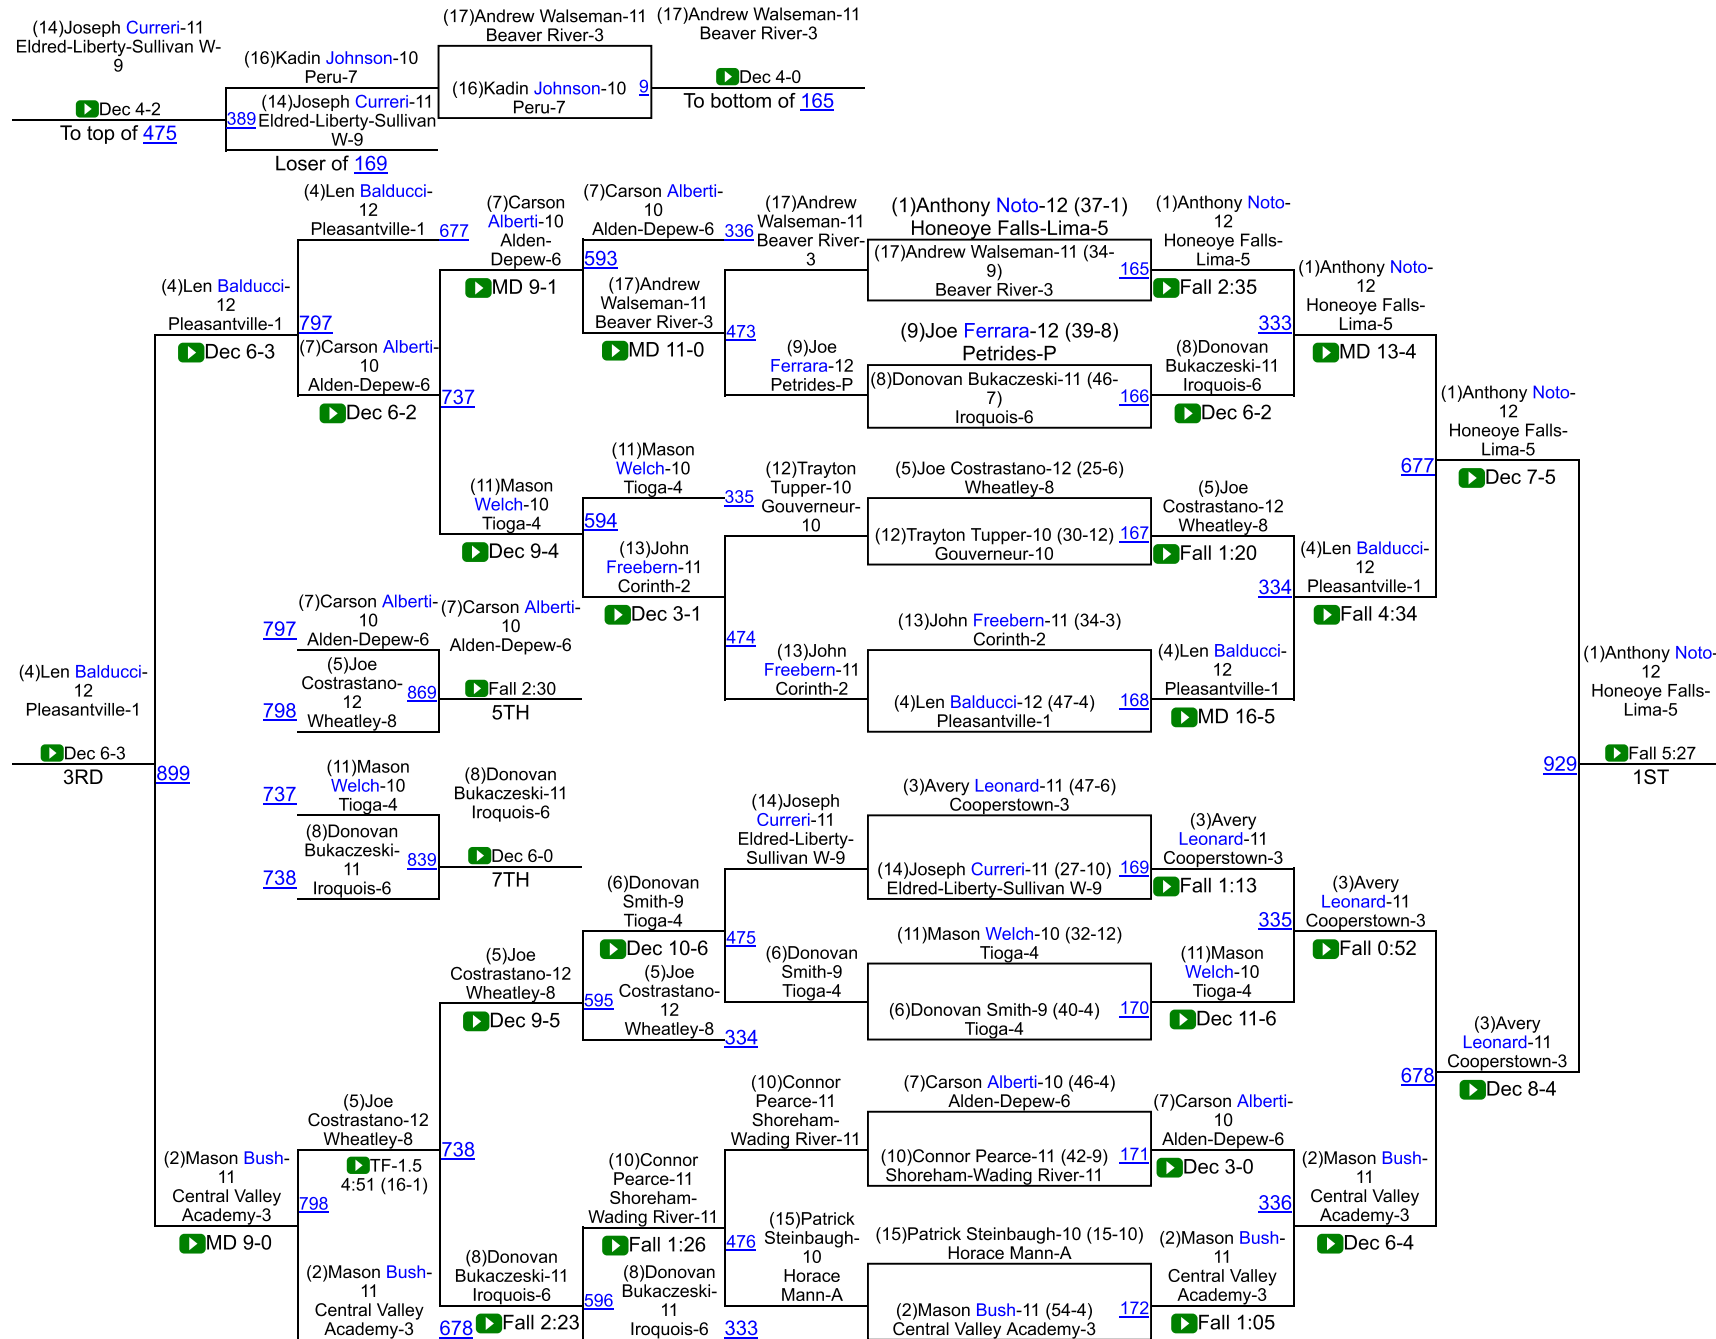 (14)Joseph Curreri-11
Eldred-Liberty-Sullivan W-
9
Dec 4-2
To top of 475
(16)Kadin Johnson-10
Peru-7
389
(14)Joseph Curreri-11
Eldred-Liberty-Sullivan
W-9
Loser of 169
(17)Andrew Walseman-11
Beaver River-3
(16)Kadin Johnson-10
Peru-7
9
(17)Andrew Walseman-11
Beaver River-3
Dec 4-0
To bottom of 165
(4)Len Balducci-
12
Pleasantville-1
677
(7)Carson
Alberti-10
Alden-
Depew-6
MD 9-1
(7)Carson Alberti-
10
Alden-Depew-6
336
593
(17)Andrew
Walseman-11
Beaver River-3
MD 11-0
(17)Andrew
Walseman-11
Beaver River-
3
473
(9)Joe
Ferrara-12
Petrides-P
(1)Anthony Noto-12 (37-1)
Honeoye Falls-Lima-5
(17)Andrew Walseman-11 (34-
9)
Beaver River-3
165
(9)Joe Ferrara-12 (39-8)
Petrides-P
(8)Donovan Bukaczeski-11 (46-
7)
Iroquois-6
166
(1)Anthony Noto-
12
Honeoye Falls-
Lima-5
Fall 2:35
333
(8)Donovan
Bukaczeski-11
Iroquois-6
Dec 6-2
(1)Anthony Noto-
12
Honeoye Falls-
Lima-5
MD 13-4
(4)Len Balducci-
12
Pleasantville-1
Dec 6-3
797
(7)Carson Alberti-
10
Alden-Depew-6
Dec 6-2
737
(11)Mason
Welch-10
Tioga-4
Dec 9-4
(11)Mason
Welch-10
Tioga-4
335
594
(13)John
Freebern-11
Corinth-2
Dec 3-1
(12)Trayton
Tupper-10
Gouverneur-
10
474
(13)John
Freebern-11
Corinth-2
(5)Joe Costrastano-12 (25-6)
Wheatley-8
(12)Trayton Tupper-10 (30-12)
Gouverneur-10
167
(13)John Freebern-11 (34-3)
Corinth-2
(4)Len Balducci-12 (47-4)
Pleasantville-1
168
(5)Joe
Costrastano-12
Wheatley-8
Fall 1:20
334
(4)Len Balducci-
12
Pleasantville-1
MD 16-5
(4)Len Balducci-
12
Pleasantville-1
Fall 4:34
677
(1)Anthony Noto-
12
Honeoye Falls-
Lima-5
Dec 7-5
797
(7)Carson Alberti-
10
Alden-Depew-6
798
(5)Joe
Costrastano-
12
Wheatley-8
869
(7)Carson Alberti-
10
Alden-Depew-6
Fall 2:30
5TH
(4)Len Balducci-
12
Pleasantville-1
Dec 6-3
3RD
899
737
(11)Mason
Welch-10
Tioga-4
738
(8)Donovan
Bukaczeski-
11
Iroquois-6
839
(8)Donovan
Bukaczeski-11
Iroquois-6
Dec 6-0
7TH
(1)Anthony Noto-
12
Honeoye Falls-
Lima-5
929
Fall 5:27
1ST
(5)Joe
Costrastano-12
Wheatley-8
Dec 9-5
(6)Donovan
Smith-9
Tioga-4
Dec 10-6
595
(5)Joe
Costrastano-
12
Wheatley-8
334
(14)Joseph
Curreri-11
Eldred-Liberty-
Sullivan W-9
475
(6)Donovan
Smith-9
Tioga-4
(3)Avery Leonard-11 (47-6)
Cooperstown-3
(14)Joseph Curreri-11 (27-10)
Eldred-Liberty-Sullivan W-9
169
(11)Mason Welch-10 (32-12)
Tioga-4
(6)Donovan Smith-9 (40-4)
Tioga-4
170
(3)Avery
Leonard-11
Cooperstown-3
Fall 1:13
335
(11)Mason
Welch-10
Tioga-4
Dec 11-6
(3)Avery
Leonard-11
Cooperstown-3
Fall 0:52
678
(3)Avery
Leonard-11
Cooperstown-3
Dec 8-4
(2)Mason Bush-
11
Central Valley
Academy-3
MD 9-0
(5)Joe
Costrastano-12
Wheatley-8
TF-1.5
4:51 (16-1)
798
(2)Mason Bush-
11
Central Valley
Academy-3
678
738
(8)Donovan
Bukaczeski-11
Iroquois-6
Fall 2:23
(10)Connor
Pearce-11
Shoreham-
Wading River-11
Fall 1:26
596
(8)Donovan
Bukaczeski-
11
Iroquois-6
333
(10)Connor
Pearce-11
Shoreham-
Wading River-11
476
(15)Patrick
Steinbaugh-
10
Horace
Mann-A
(7)Carson Alberti-10 (46-4)
Alden-Depew-6
(10)Connor Pearce-11 (42-9)
Shoreham-Wading River-11
171
(15)Patrick Steinbaugh-10 (15-10)
Horace Mann-A
(2)Mason Bush-11 (54-4)
Central Valley Academy-3
172
(7)Carson Alberti-
10
Alden-Depew-6
Dec 3-0
336
(2)Mason Bush-
11
Central Valley
Academy-3
Fall 1:05
(2)Mason Bush-
11
Central Valley
Academy-3
Dec 6-4